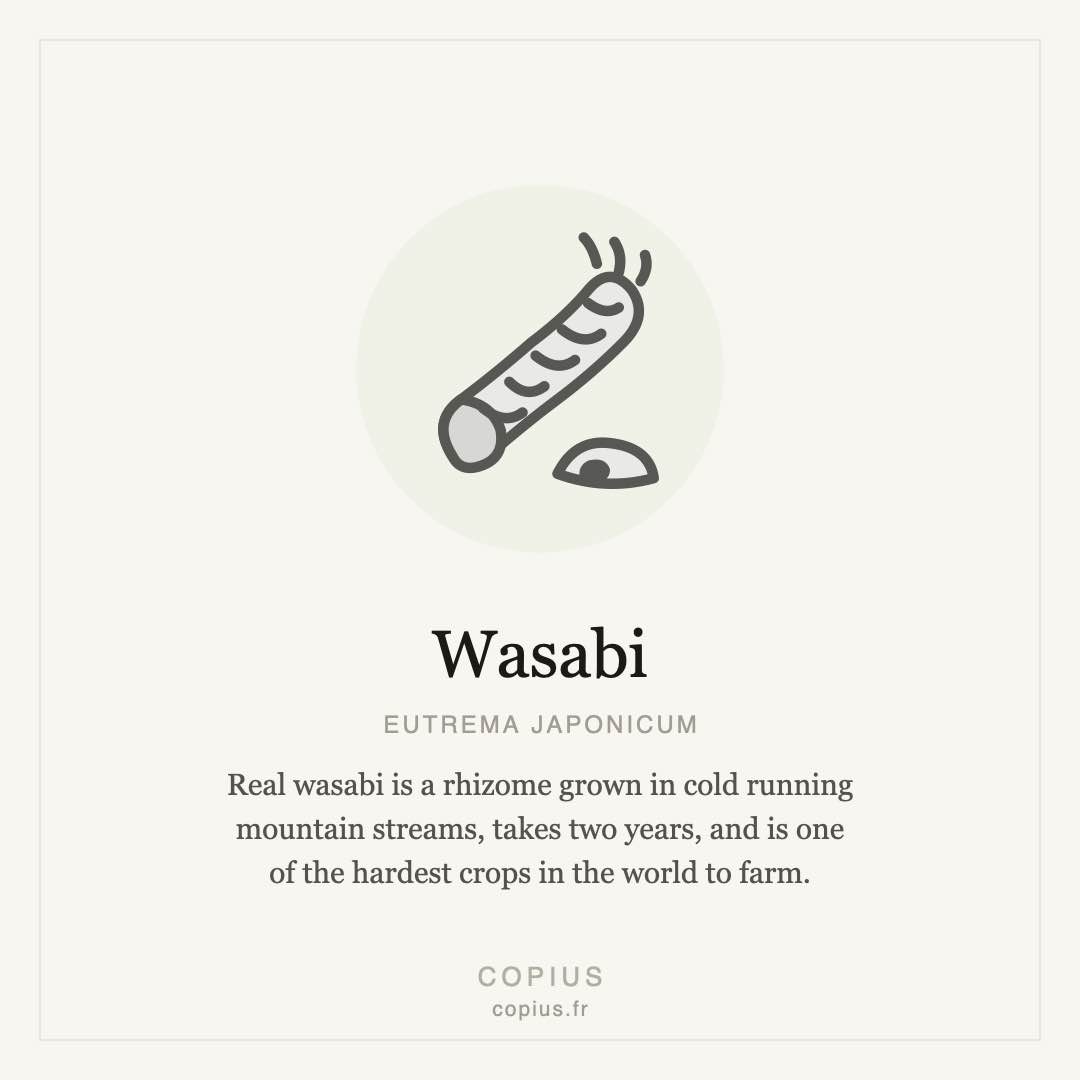 Wasabi
EUTREMA JAPONICUM
Real wasabi is a rhizome grown in cold running
mountain streams, takes two years, and is one
of the hardest crops in the world to farm.
COPIUS
copius.fr